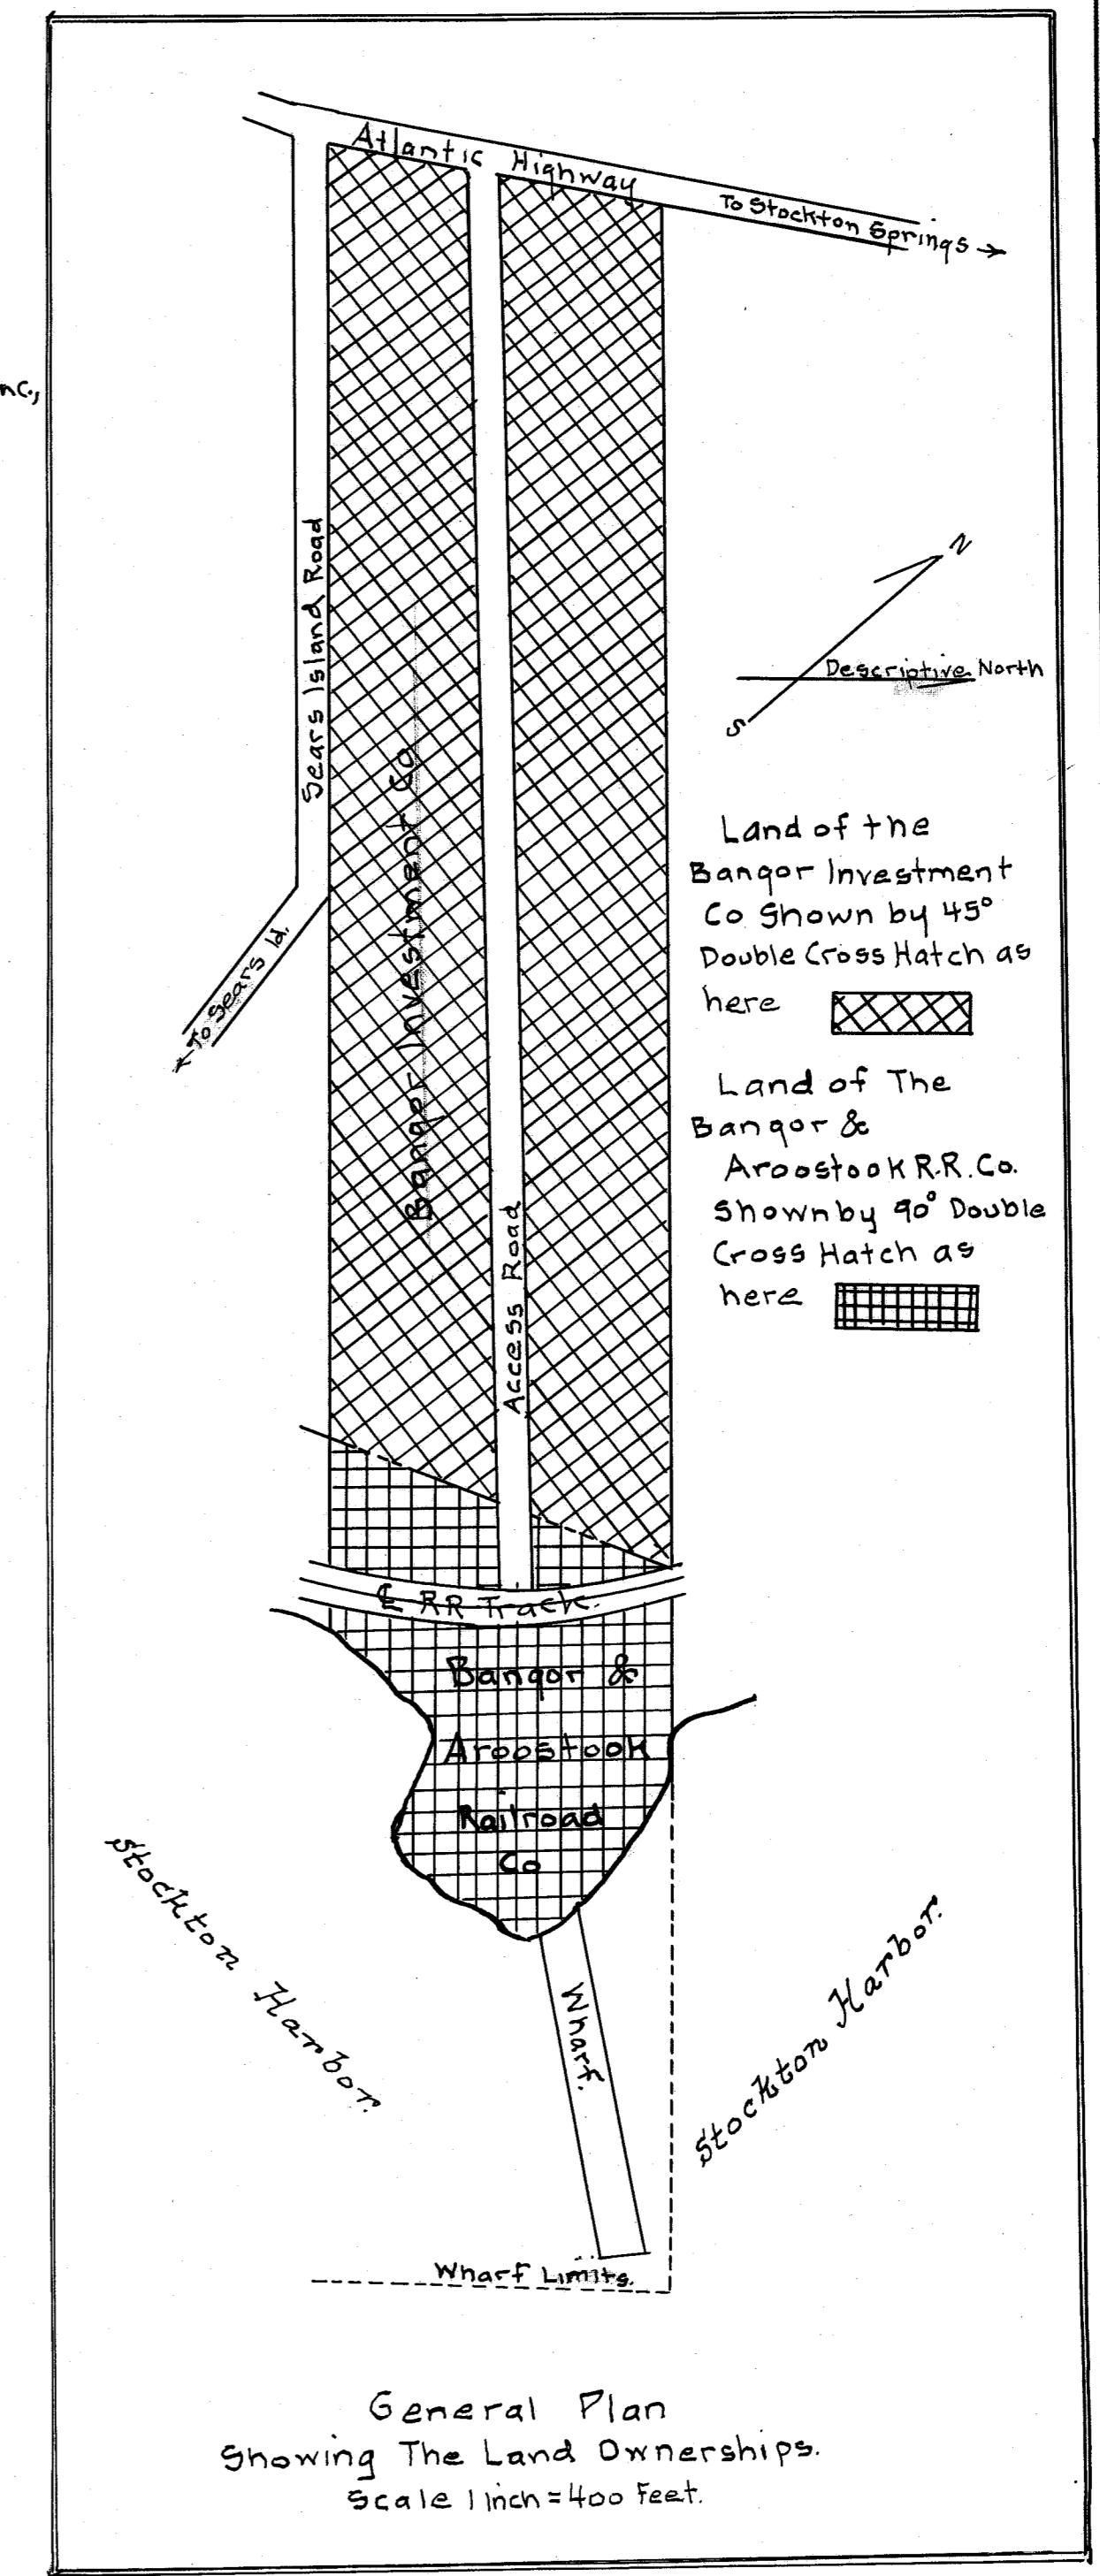 Atlantic Highway
To Stockton Springs →
nc.,
Sears Island Road
N
Descriptive North
S
Bangor Investment Co
Land of the
Bangor Investment
Co Shown by 45°
Double Cross Hatch as
here
←To Sears Id.
Land of The
Bangor &
Aroostook R.R. Co.
Shown by 90° Double
Cross Hatch as
here
Access Road
℄ RR Track.
Bangor &
Aroostook
Railroad
Co
Stockton Harbor.
Stockton Harbor.
Wharf.
Wharf Limits.
General Plan
Showing The Land Ownerships.
Scale 1 inch = 400 Feet.